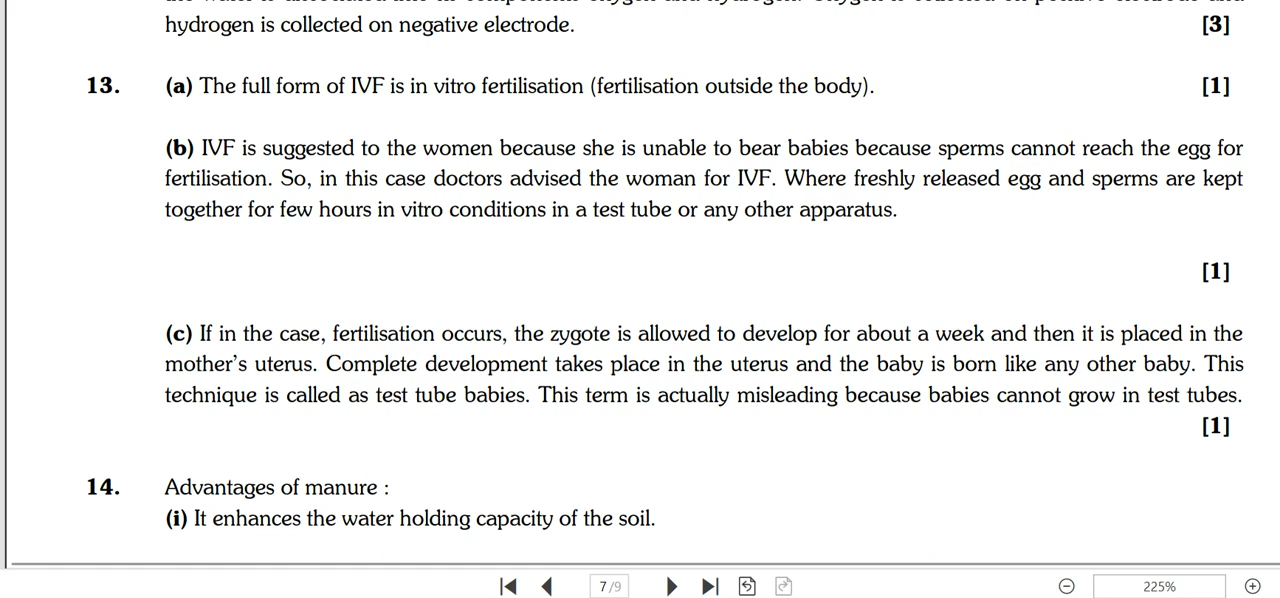 hydrogen is collected on negative electrode. [3]
13. (a) The full form of IVF is in vitro fertilisation (fertilisation outside the body). [1]
(b) IVF is suggested to the women because she is unable to bear babies because sperms cannot reach the egg for
fertilisation. So, in this case doctors advised the woman for IVF. Where freshly released egg and sperms are kept
together for few hours in vitro conditions in a test tube or any other apparatus.
[1]
(c) If in the case, fertilisation occurs, the zygote is allowed to develop for about a week and then it is placed in the
mother's uterus. Complete development takes place in the uterus and the baby is born like any other baby. This
technique is called as test tube babies. This term is actually misleading because babies cannot grow in test tubes.
[1]
14. Advantages of manure :
(i) It enhances the water holding capacity of the soil.
7 /9 225%